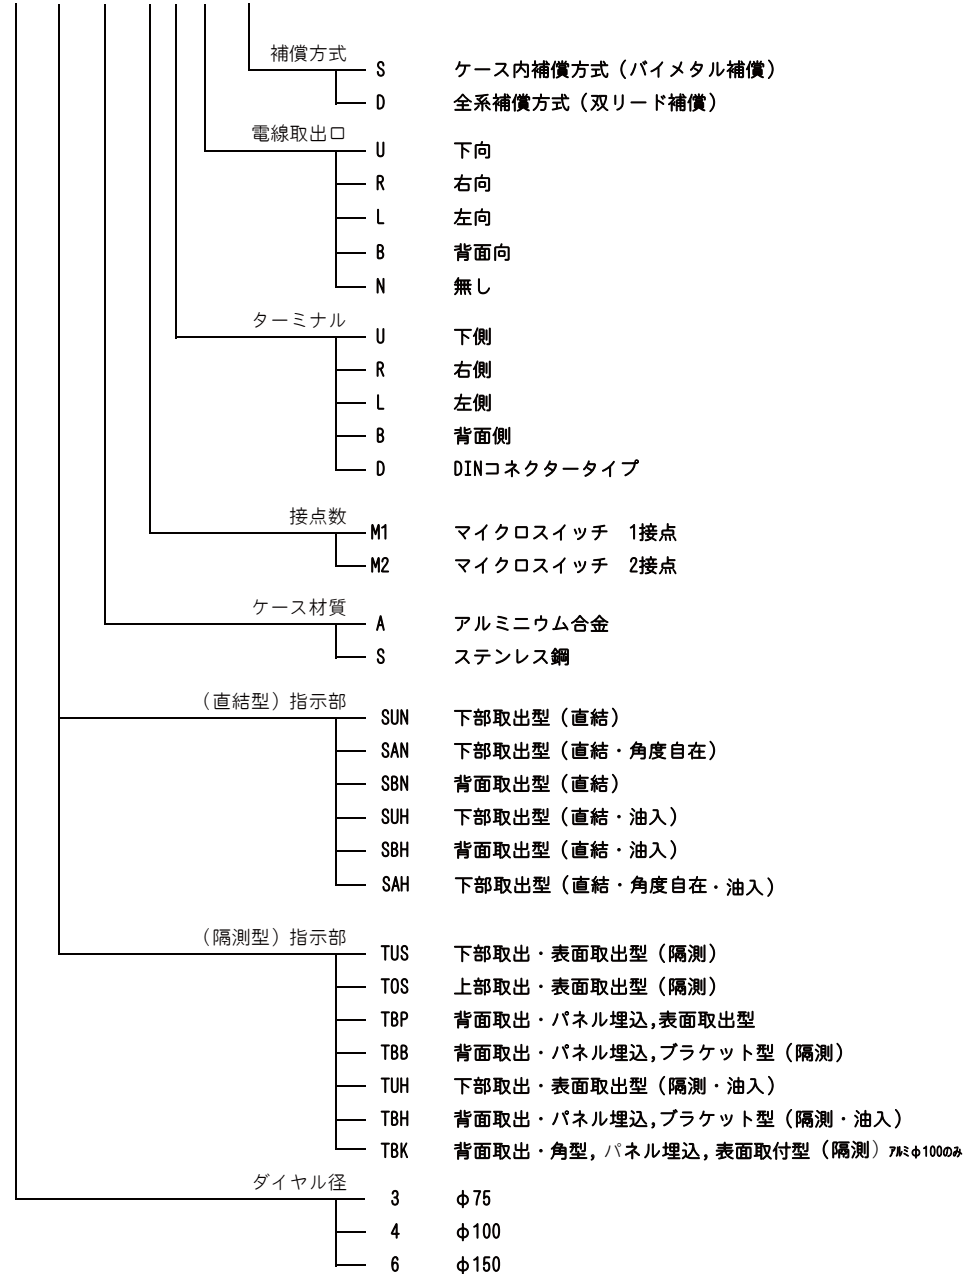 補償方式
S ケース内補償方式（バイメタル補償）
D 全系補償方式（双リード補償）
電線取出口
U 下向
R 右向
L 左向
B 背面向
N 無し
ターミナル
U 下側
R 右側
L 左側
B 背面側
D DINコネクタータイプ
接点数
M1 マイクロスイッチ 1接点
M2 マイクロスイッチ 2接点
ケース材質
A アルミニウム合金
S ステンレス鋼
（直結型）指示部
SUN 下部取出型（直結）
SAN 下部取出型（直結・角度自在）
SBN 背面取出型（直結）
SUH 下部取出型（直結・油入）
SBH 背面取出型（直結・油入）
SAH 下部取出型（直結・角度自在・油入）
（隔測型）指示部
TUS 下部取出・表面取出型（隔測）
TOS 上部取出・表面取出型（隔測）
TBP 背面取出・パネル埋込,表面取出型
TBB 背面取出・パネル埋込,ブラケット型（隔測）
TUH 下部取出・表面取出型（隔測・油入）
TBH 背面取出・パネル埋込,ブラケット型（隔測・油入）
TBK 背面取出・角型,パネル埋込,表面取付型（隔測）ｱﾙﾐφ100のみ
ダイヤル径
3 φ75
4 φ100
6 φ150